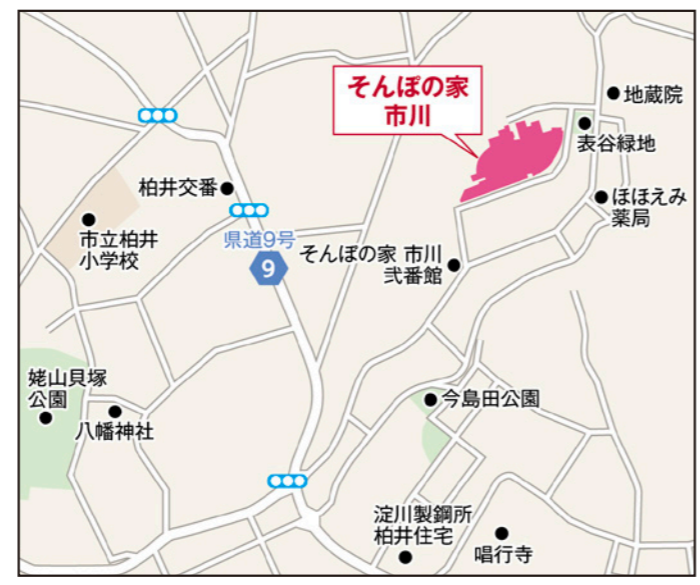 そんぽの家
市川
地蔵院
表谷緑地
柏井交番
ほほえみ
薬局
市立柏井
小学校
県道9号
9
そんぽの家 市川
弐番館
姥山貝塚
公園
八幡神社
今島田公園
淀川製鋼所
柏井住宅
唱行寺